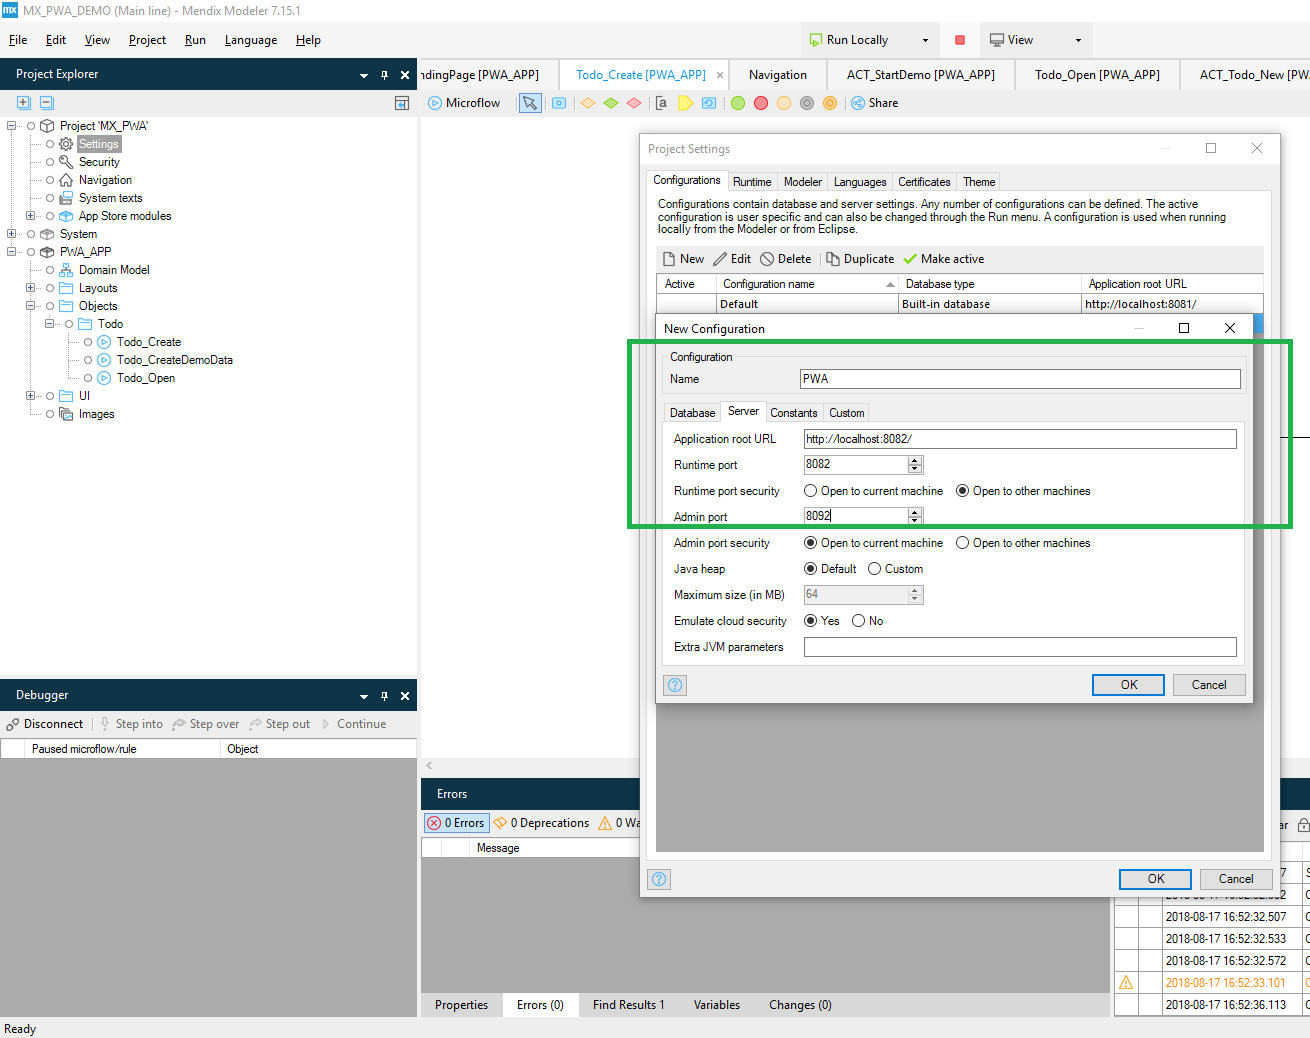 MX_PWA_DEMO (Main line) - Mendix Modeler 7.15.1
File Edit View Project Run Language Help
Run Locally View
Project Explorer
ndingPage [PWA_APP] Todo_Create [PWA_APP] × Navigation ACT_StartDemo [PWA_APP] Todo_Open [PWA_APP] ACT_Todo_New [PWA
Microflow Share
Project 'MX_PWA'
Settings
Security
Navigation
System texts
App Store modules
System
PWA_APP
Domain Model
Layouts
Objects
Todo
Todo_Create
Todo_CreateDemoData
Todo_Open
UI
Images
Project Settings
Configurations Runtime Modeler Languages Certificates Theme
Configurations contain database and server settings. Any number of configurations can be defined. The active
configuration is user specific and can also be changed through the Run menu. A configuration is used when running
locally from the Modeler or from Eclipse.
New Edit Delete Duplicate Make active
Active Configuration name Database type Application root URL
Default Built-in database http://localhost:8081/
New Configuration
Configuration
Name PWA
Database Server Constants Custom
Application root URL http://localhost:8082/
Runtime port 8082
Runtime port security Open to current machine Open to other machines
Admin port 8092
Admin port security Open to current machine Open to other machines
Java heap Default Custom
Maximum size (in MB) 64
Emulate cloud security Yes No
Extra JVM parameters
OK Cancel
OK Cancel
Debugger
Disconnect Step into Step over Step out Continue
Paused microflow/rule Object
Errors
0 Errors 0 Deprecations 0 Wa
Message
2018-08-17 16:52:32.507
2018-08-17 16:52:32.533
2018-08-17 16:52:32.572
2018-08-17 16:52:33.101
2018-08-17 16:52:36.113
Properties Errors (0) Find Results 1 Variables Changes (0)
Ready